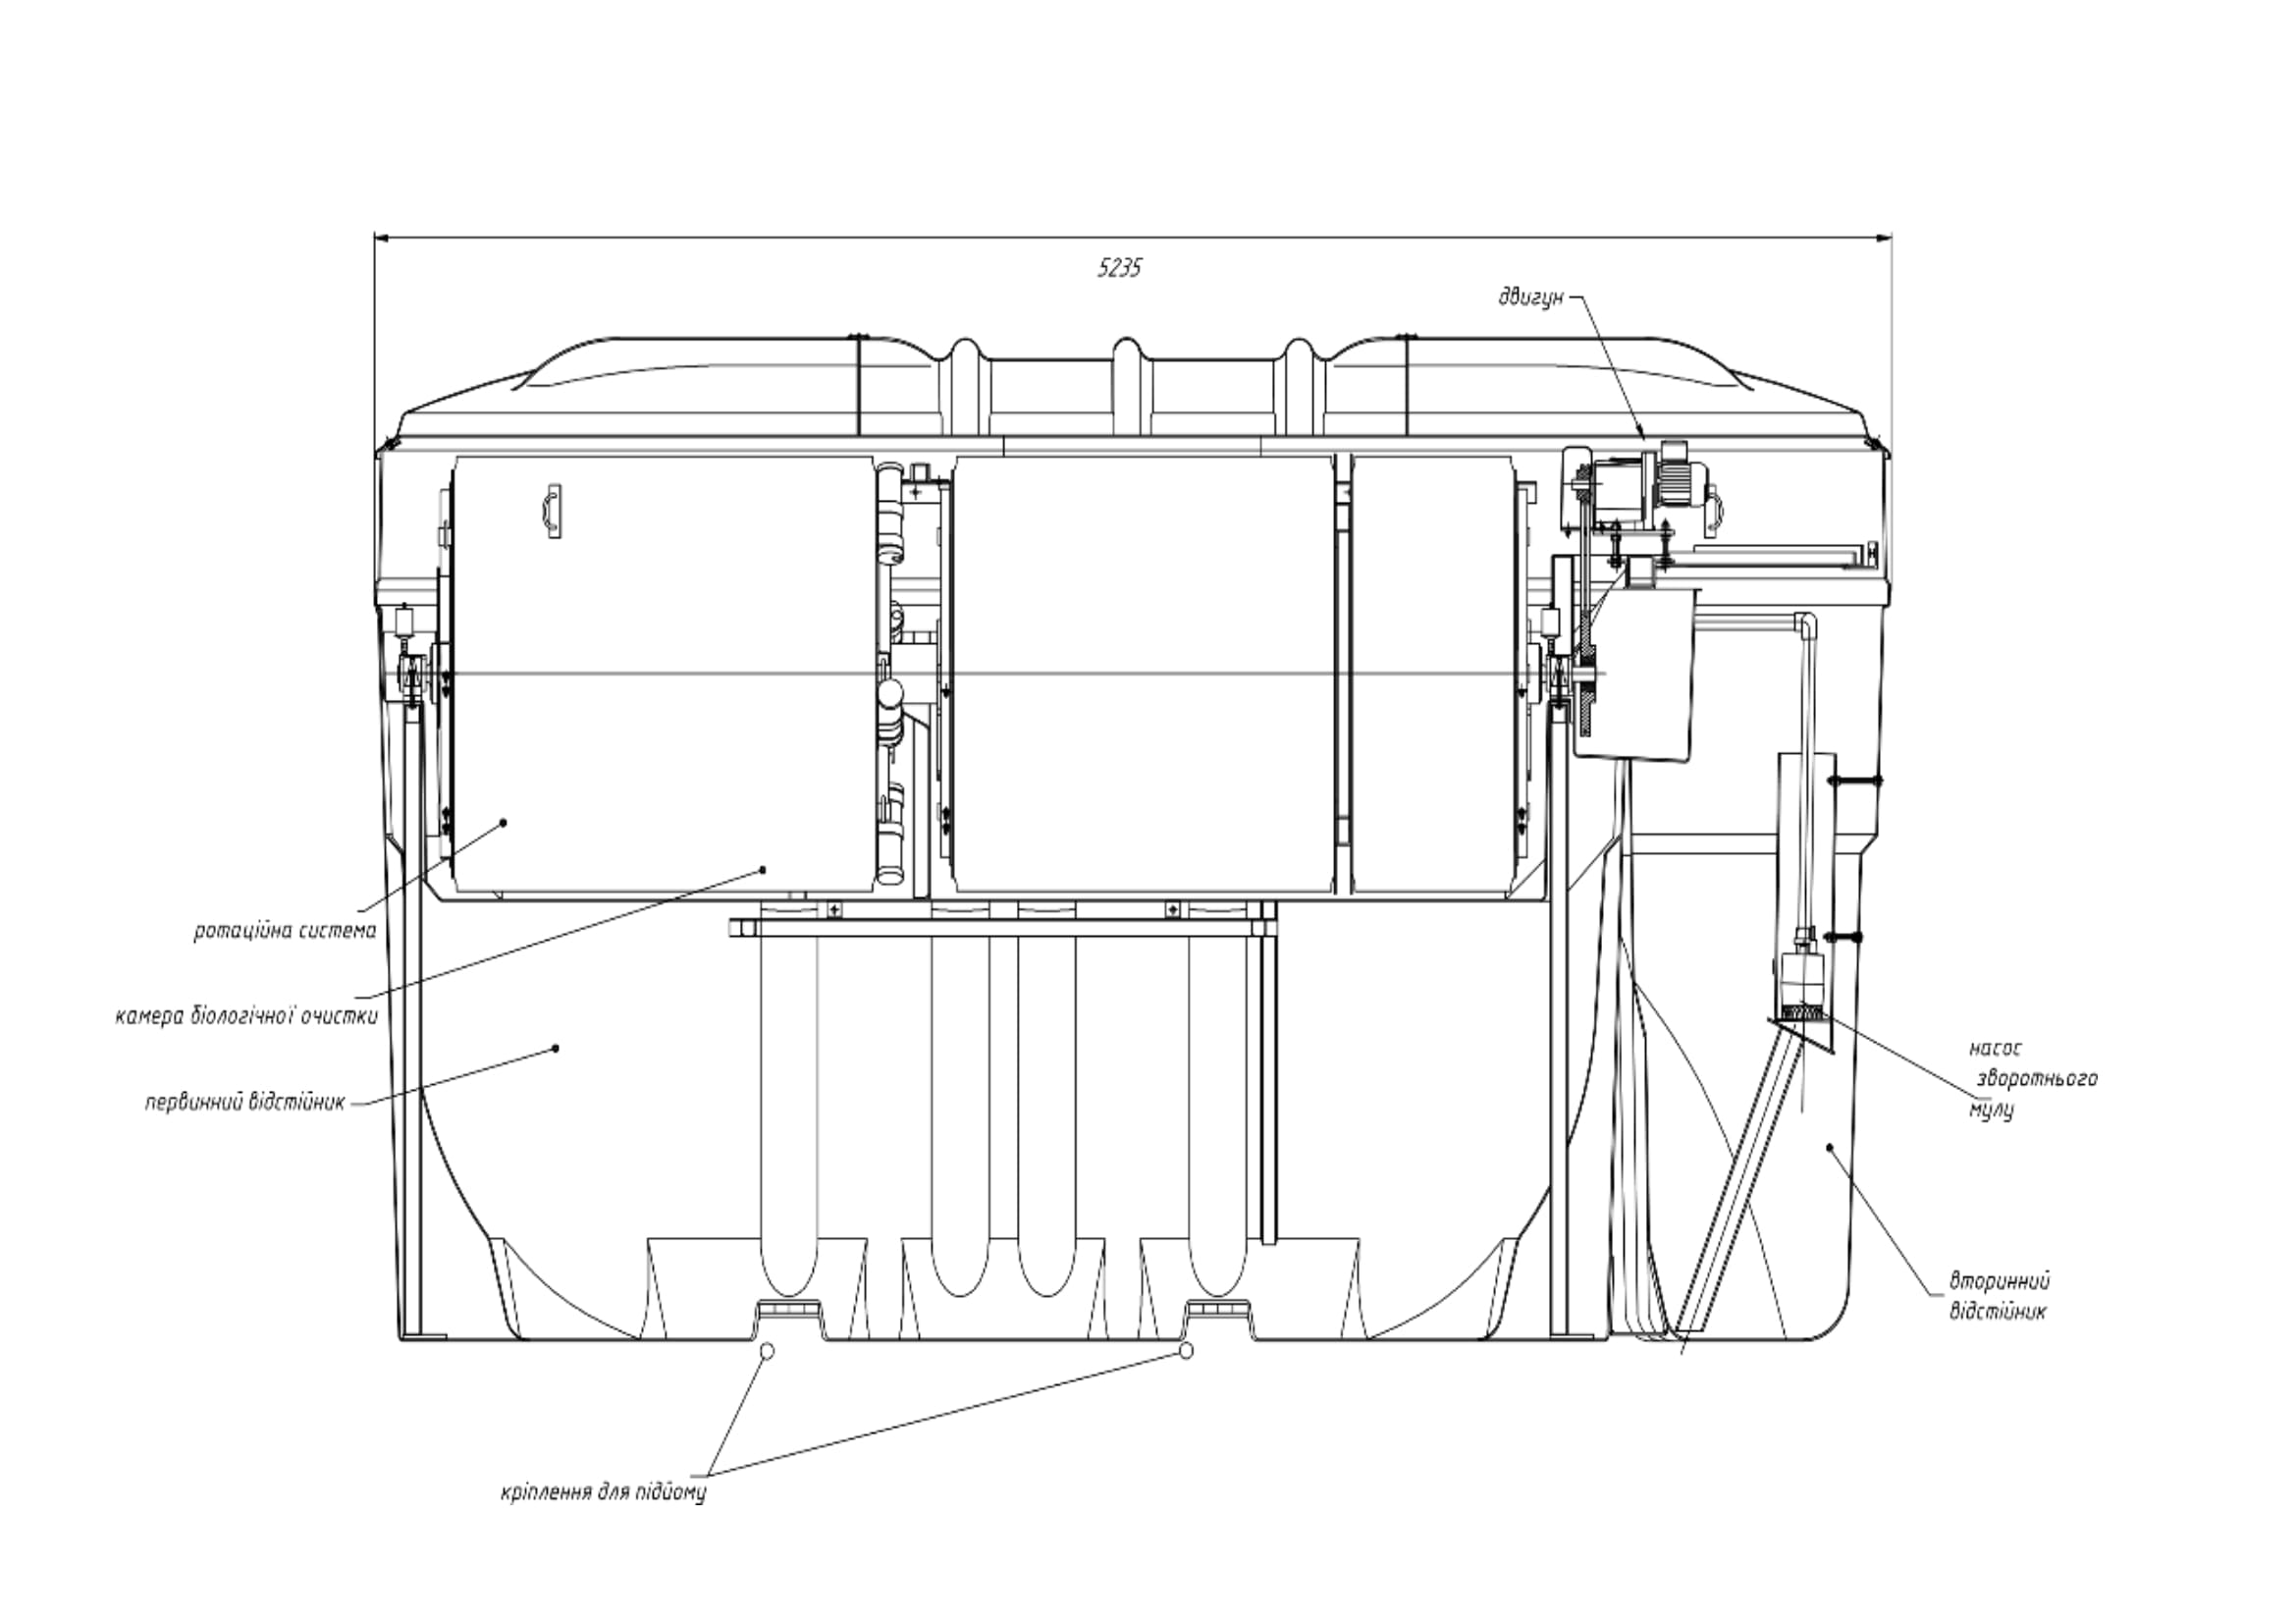 5235
двигун
ротаційна система
камера біологічної очистки
первинний відстійник
насос
зворотнього
мулу
вторинний
відстійник
кріплення для підйому